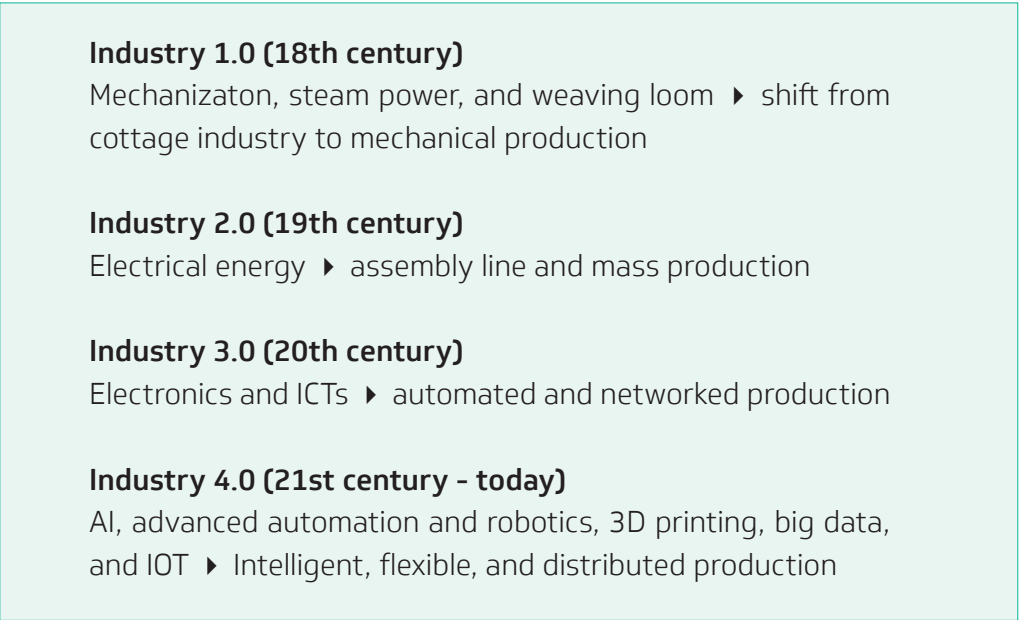 Industry 1.0 (18th century)
Mechanizaton, steam power, and weaving loom ▸ shift from
cottage industry to mechanical production
Industry 2.0 (19th century)
Electrical energy ▸ assembly line and mass production
Industry 3.0 (20th century)
Electronics and ICTs ▸ automated and networked production
Industry 4.0 (21st century - today)
AI, advanced automation and robotics, 3D printing, big data,
and IOT ▸ Intelligent, flexible, and distributed production